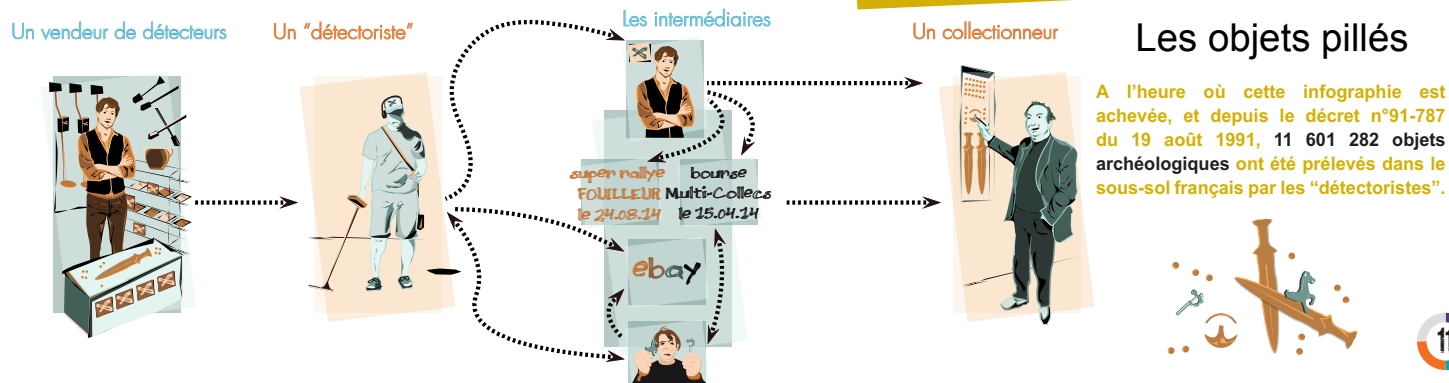 Un vendeur de détecteurs
Un “détectoriste”
Les intermédiaires
super rallye
FOUILLEUR
le 24.08.14
bourse
Multi-Collecs
le 15.04.14
ebay
Un collectionneur
Les objets pillés
A l’heure où cette infographie est
achevée, et depuis le décret n°91-787
du 19 août 1991, 11 601 282 objets
archéologiques ont été prélevés dans le
sous-sol français par les “détectoristes”.
11